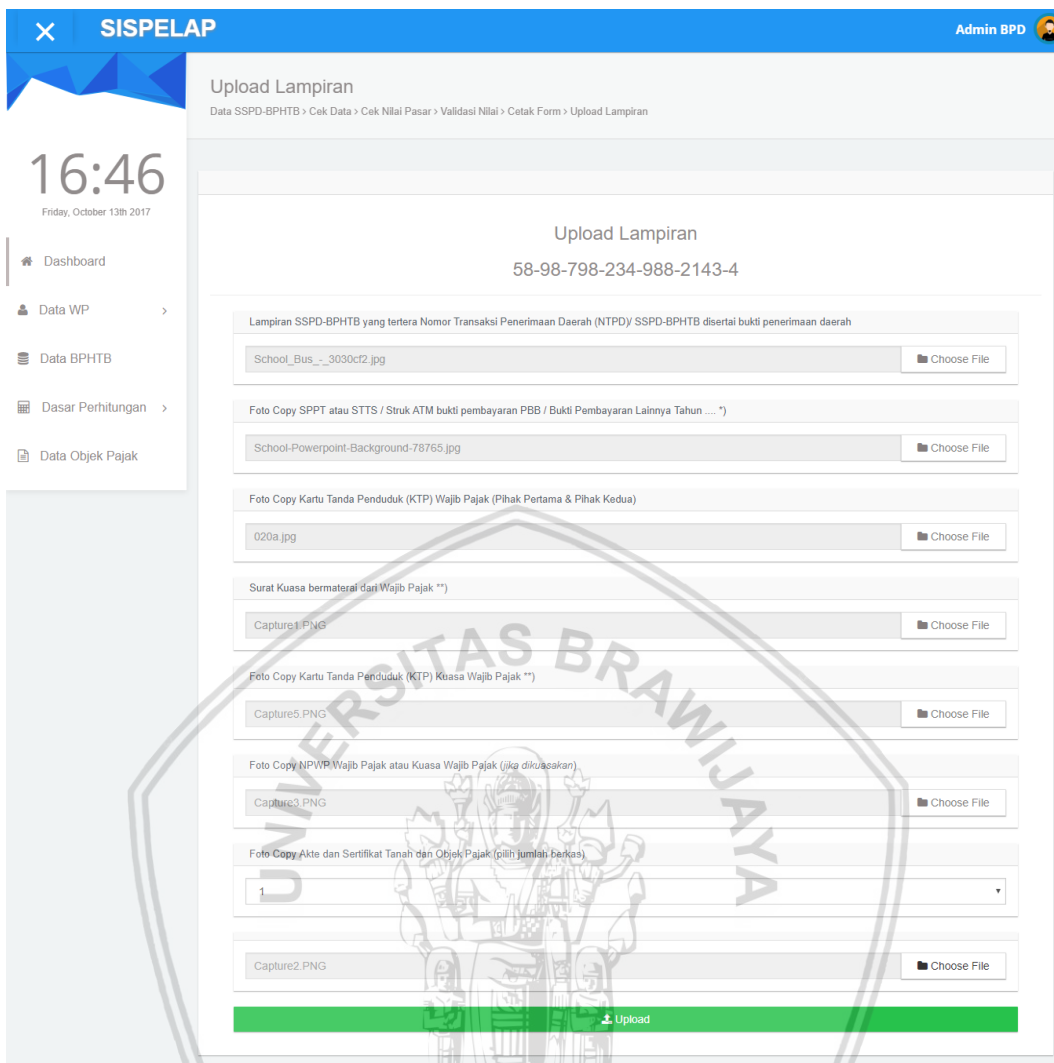 SISPELAP
Admin BPD
16:46
Friday, October 13th 2017
Dashboard
Data WP
Data BPHTB
Dasar Perhitungan
Data Objek Pajak
Upload Lampiran
Data SSPD-BPHTB > Cek Data > Cek Nilai Pasar > Validasi Nilai > Cetak Form > Upload Lampiran
Upload Lampiran
58-98-798-234-988-2143-4
Lampiran SSPD-BPHTB yang tertera Nomor Transaksi Penerimaan Daerah (NTPD)/ SSPD-BPHTB disertai bukti penerimaan daerah
School_Bus_-_3030cf2.jpg Choose File
Foto Copy SPPT atau STTS / Struk ATM bukti pembayaran PBB / Bukti Pembayaran Lainnya Tahun .... *)
School-Powerpoint-Background-78765.jpg Choose File
Foto Copy Kartu Tanda Penduduk (KTP) Wajib Pajak (Pihak Pertama & Pihak Kedua)
020a.jpg Choose File
Surat Kuasa bermaterai dari Wajib Pajak **)
Capture1.PNG Choose File
Foto Copy Kartu Tanda Penduduk (KTP) Kuasa Wajib Pajak **)
Capture5.PNG Choose File
Foto Copy NPWP Wajib Pajak atau Kuasa Wajib Pajak (jika dikuasakan)
Capture3.PNG Choose File
Foto Copy Akte dan Sertifikat Tanah dan Objek Pajak (pilih jumlah berkas)
1
Capture2.PNG Choose File
Upload
UNIVERSITAS BRAWIJAYA